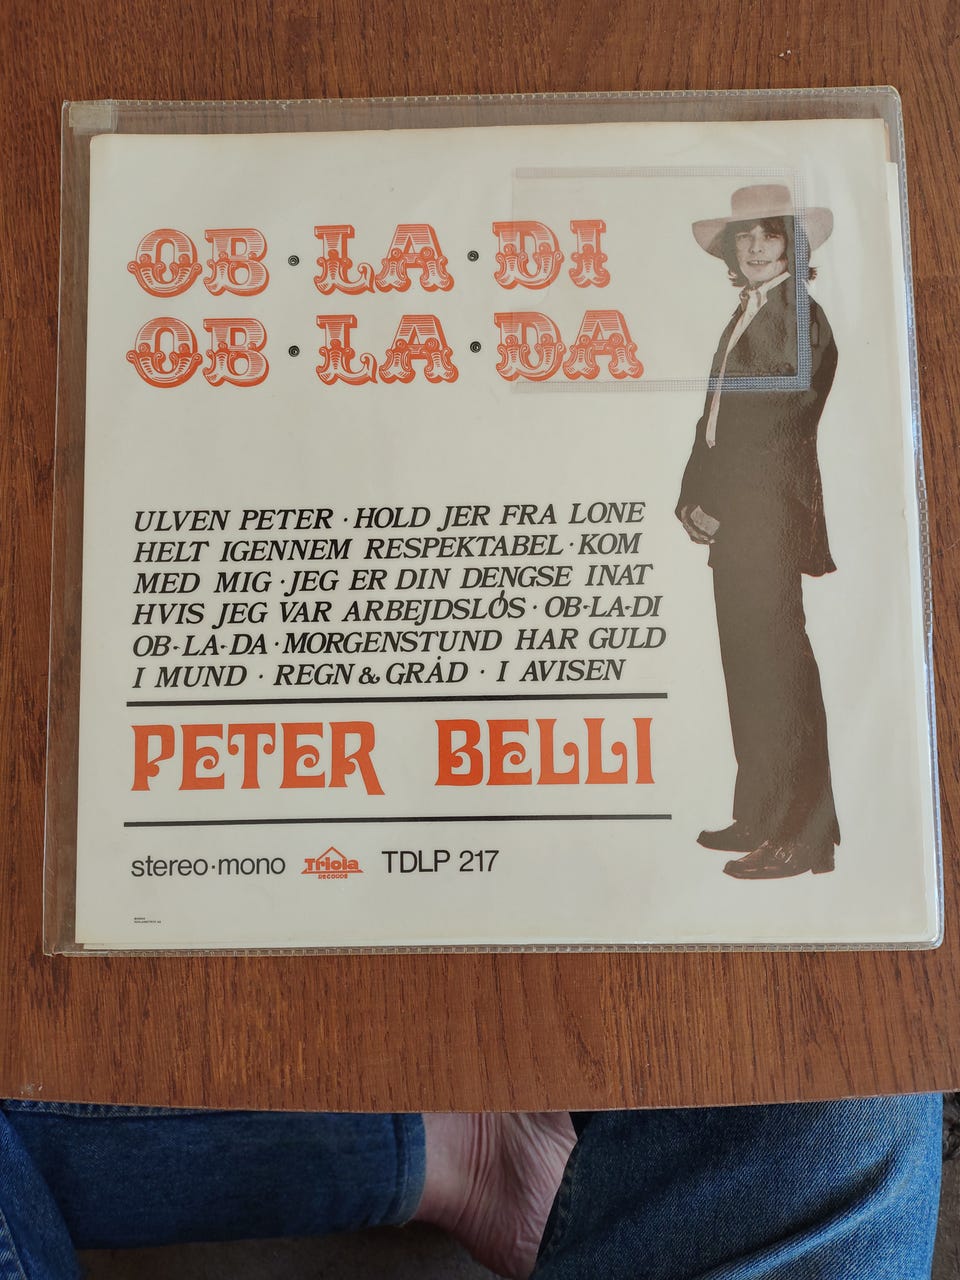 OB · LA · DI
OB · LA · DA
ULVEN PETER · HOLD JER FRA LONE
HELT IGENNEM RESPEKTABEL · KOM
MED MIG · JEG ER DIN DENGSE INAT
HVIS JEG VAR ARBEJDSLØS · OB-LA-DI
OB-LA-DA · MORGENSTUND HAR GULD
I MUND · REGN & GRÅD · I AVISEN
PETER BELLI
stereo·mono Triola RECORDS TDLP 217